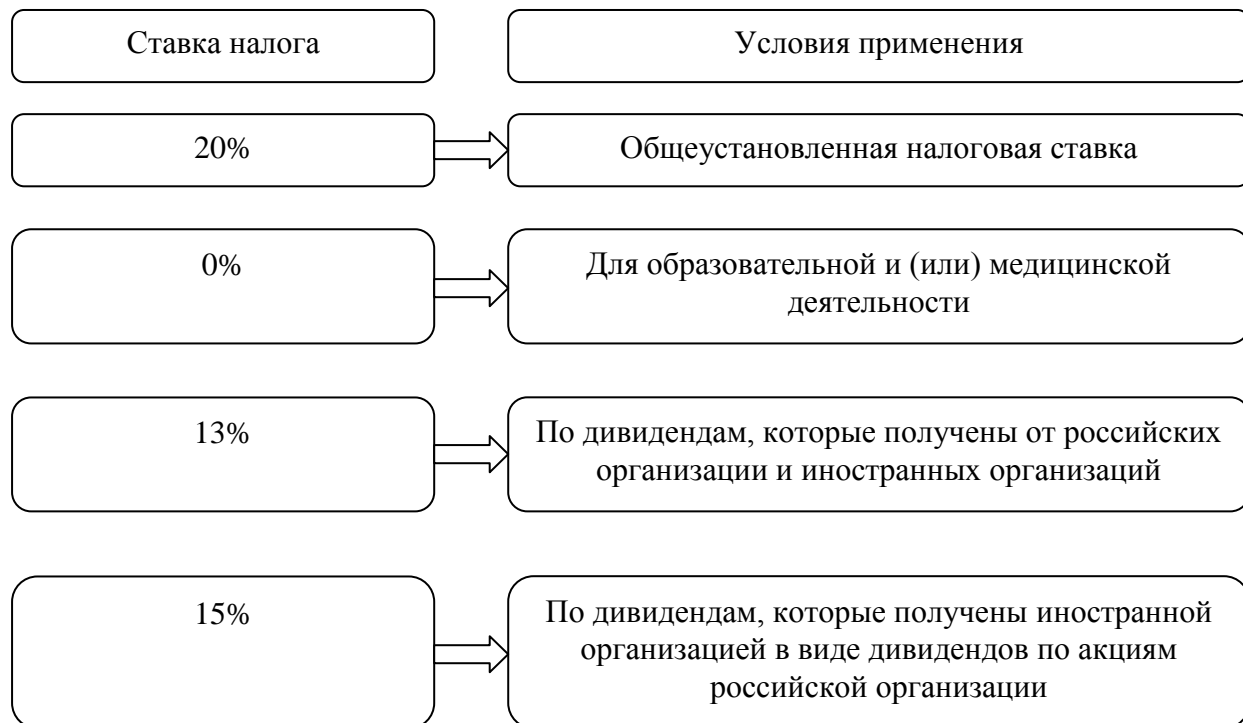 Ставка налога
Условия применения
20%
Общеустановленная налоговая ставка
0%
Для образовательной и (или) медицинской
деятельности
13%
По дивидендам, которые получены от российских
организации и иностранных организаций
15%
По дивидендам, которые получены иностранной
организацией в виде дивидендов по акциям
российской организации